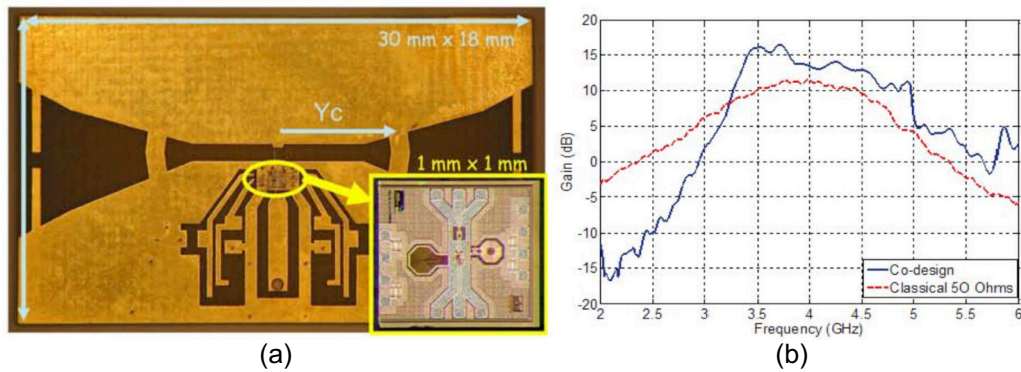 30 mm x 18 mm
Yc
1 mm x 1 mm
(a)
20
15
10
5
0
-5
-10
-15
-20
2
2.5
3
3.5
4
4.5
5
5.5
6
Gain (dB)
Frequency (GHz)
Co-design
Classical 5O Ohms
(b)